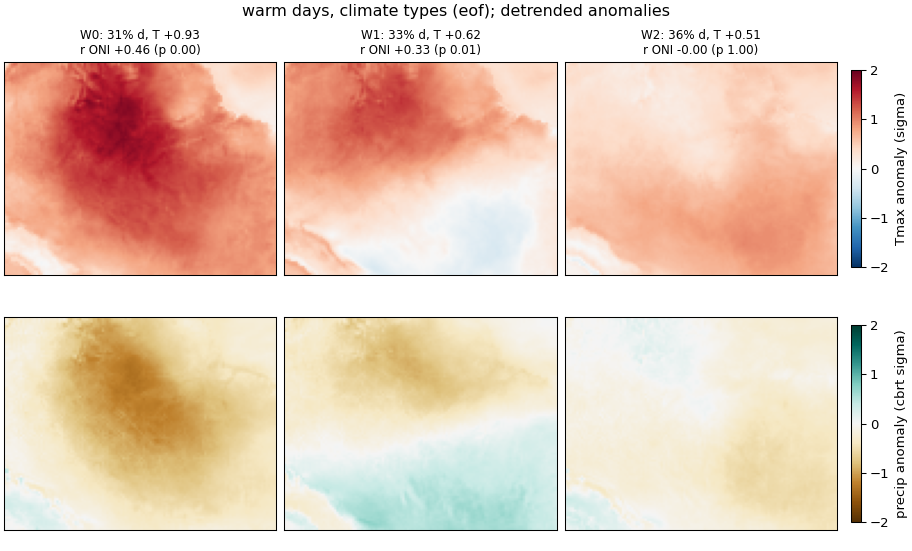 warm days, climate types (eof); detrended anomalies
W0: 31% d, T +0.93
r ONI +0.46 (p 0.00)
W1: 33% d, T +0.62
r ONI +0.33 (p 0.01)
W2: 36% d, T +0.51
r ONI -0.00 (p 1.00)
2
1
0
−1
−2
Tmax anomaly (sigma)
2
1
0
−1
−2
precip anomaly (cbrt sigma)